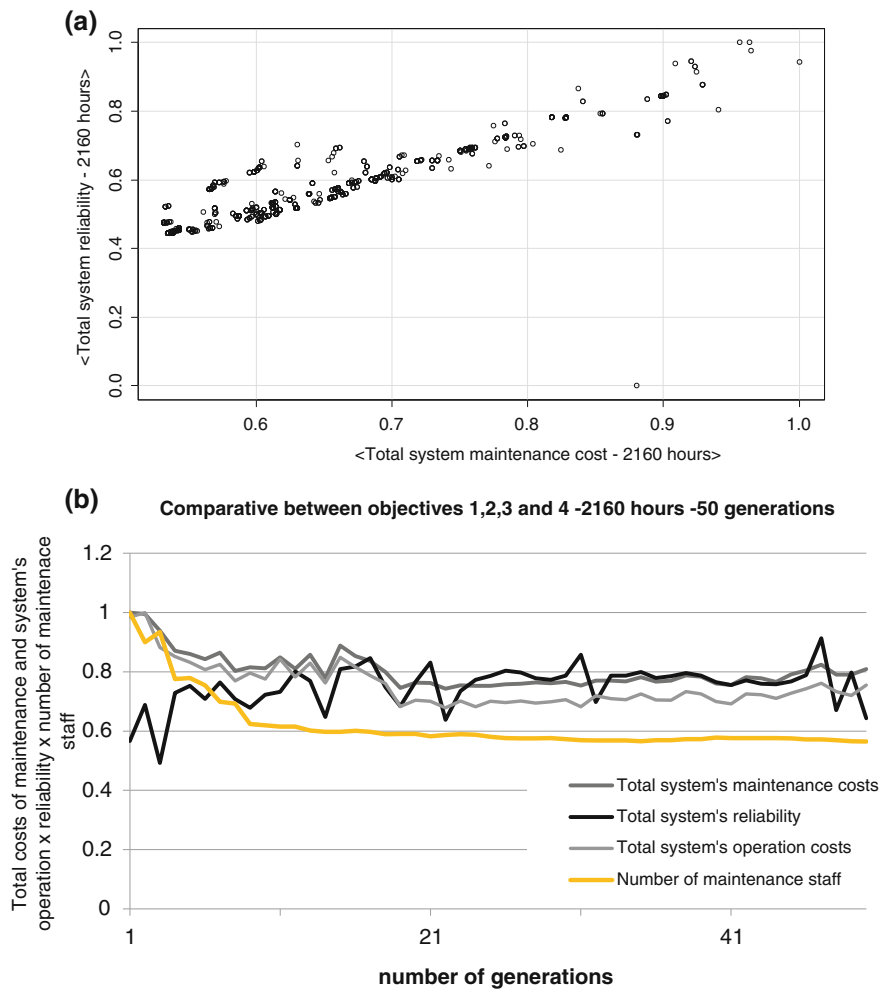 (a)
<Total system reliability - 2160 hours>
1.0
0.8
0.6
0.4
0.2
0.0
0.6
0.7
0.8
0.9
1.0
<Total system maintenance cost - 2160 hours>
(b)
Comparative between objectives 1,2,3 and 4 -2160 hours -50 generations
Total costs of maintenance and system's
operation x reliability x number of maintenace
staff
1.2
1
0.8
0.6
0.4
0.2
0
Total system's maintenance costs
Total system's reliability
Total system's operation costs
Number of maintenance staff
1
21
41
number of generations